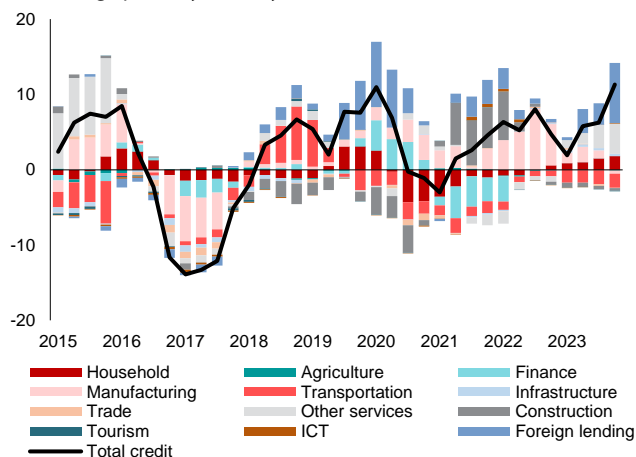 20
10
0
-10
-20
2015 2016 2017 2018 2019 2020 2021 2022 2023
Household Agriculture Finance
Manufacturing Transportation Infrastructure
Trade Other services Construction
Tourism ICT Foreign lending
Total credit